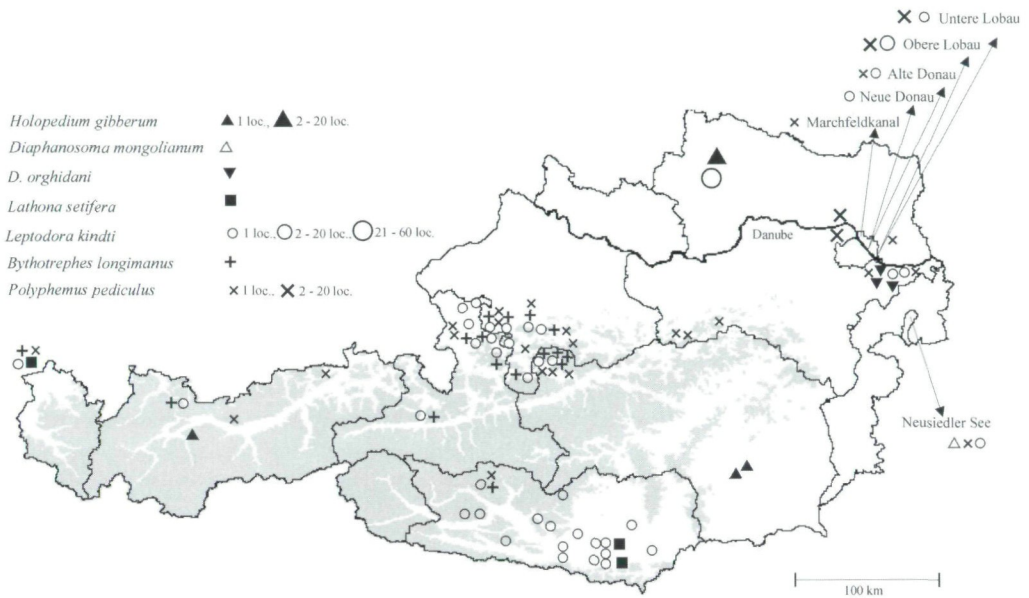 Untere Lobau
Obere Lobau
Alte Donau
Neue Donau
Marchfeldkanal
Holopedium gibberum 1 loc., 2 - 20 loc.
Diaphanosoma mongolianum
D. orghidani
Lathona setifera
Leptodora kindti 1 loc., 2 - 20 loc., 21 - 60 loc.
Bythotrephes longimanus
Polyphemus pediculus 1 loc., 2 - 20 loc.
Danube
Neusiedler See
100 km